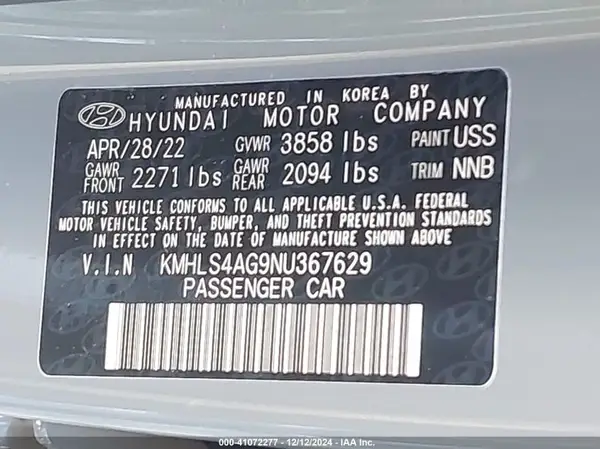 MANUFACTURED IN KOREA BY
HYUNDAI MOTOR COMPANY
APR/28/22 GVWR 3858 lbs PAINT USS
GAWR FRONT 2271 lbs GAWR REAR 2094 lbs TRIM NNB
THIS VEHICLE CONFORMS TO ALL APPLICABLE U.S.A. FEDERAL
MOTOR VEHICLE SAFETY, BUMPER, AND THEFT PREVENTION STANDARDS
IN EFFECT ON THE DATE OF MANUFACTURE SHOWN ABOVE
V.I.N KMHLS4AG9NU367629
PASSENGER CAR
000-41072277 - 12/12/2024 - IAA Inc.